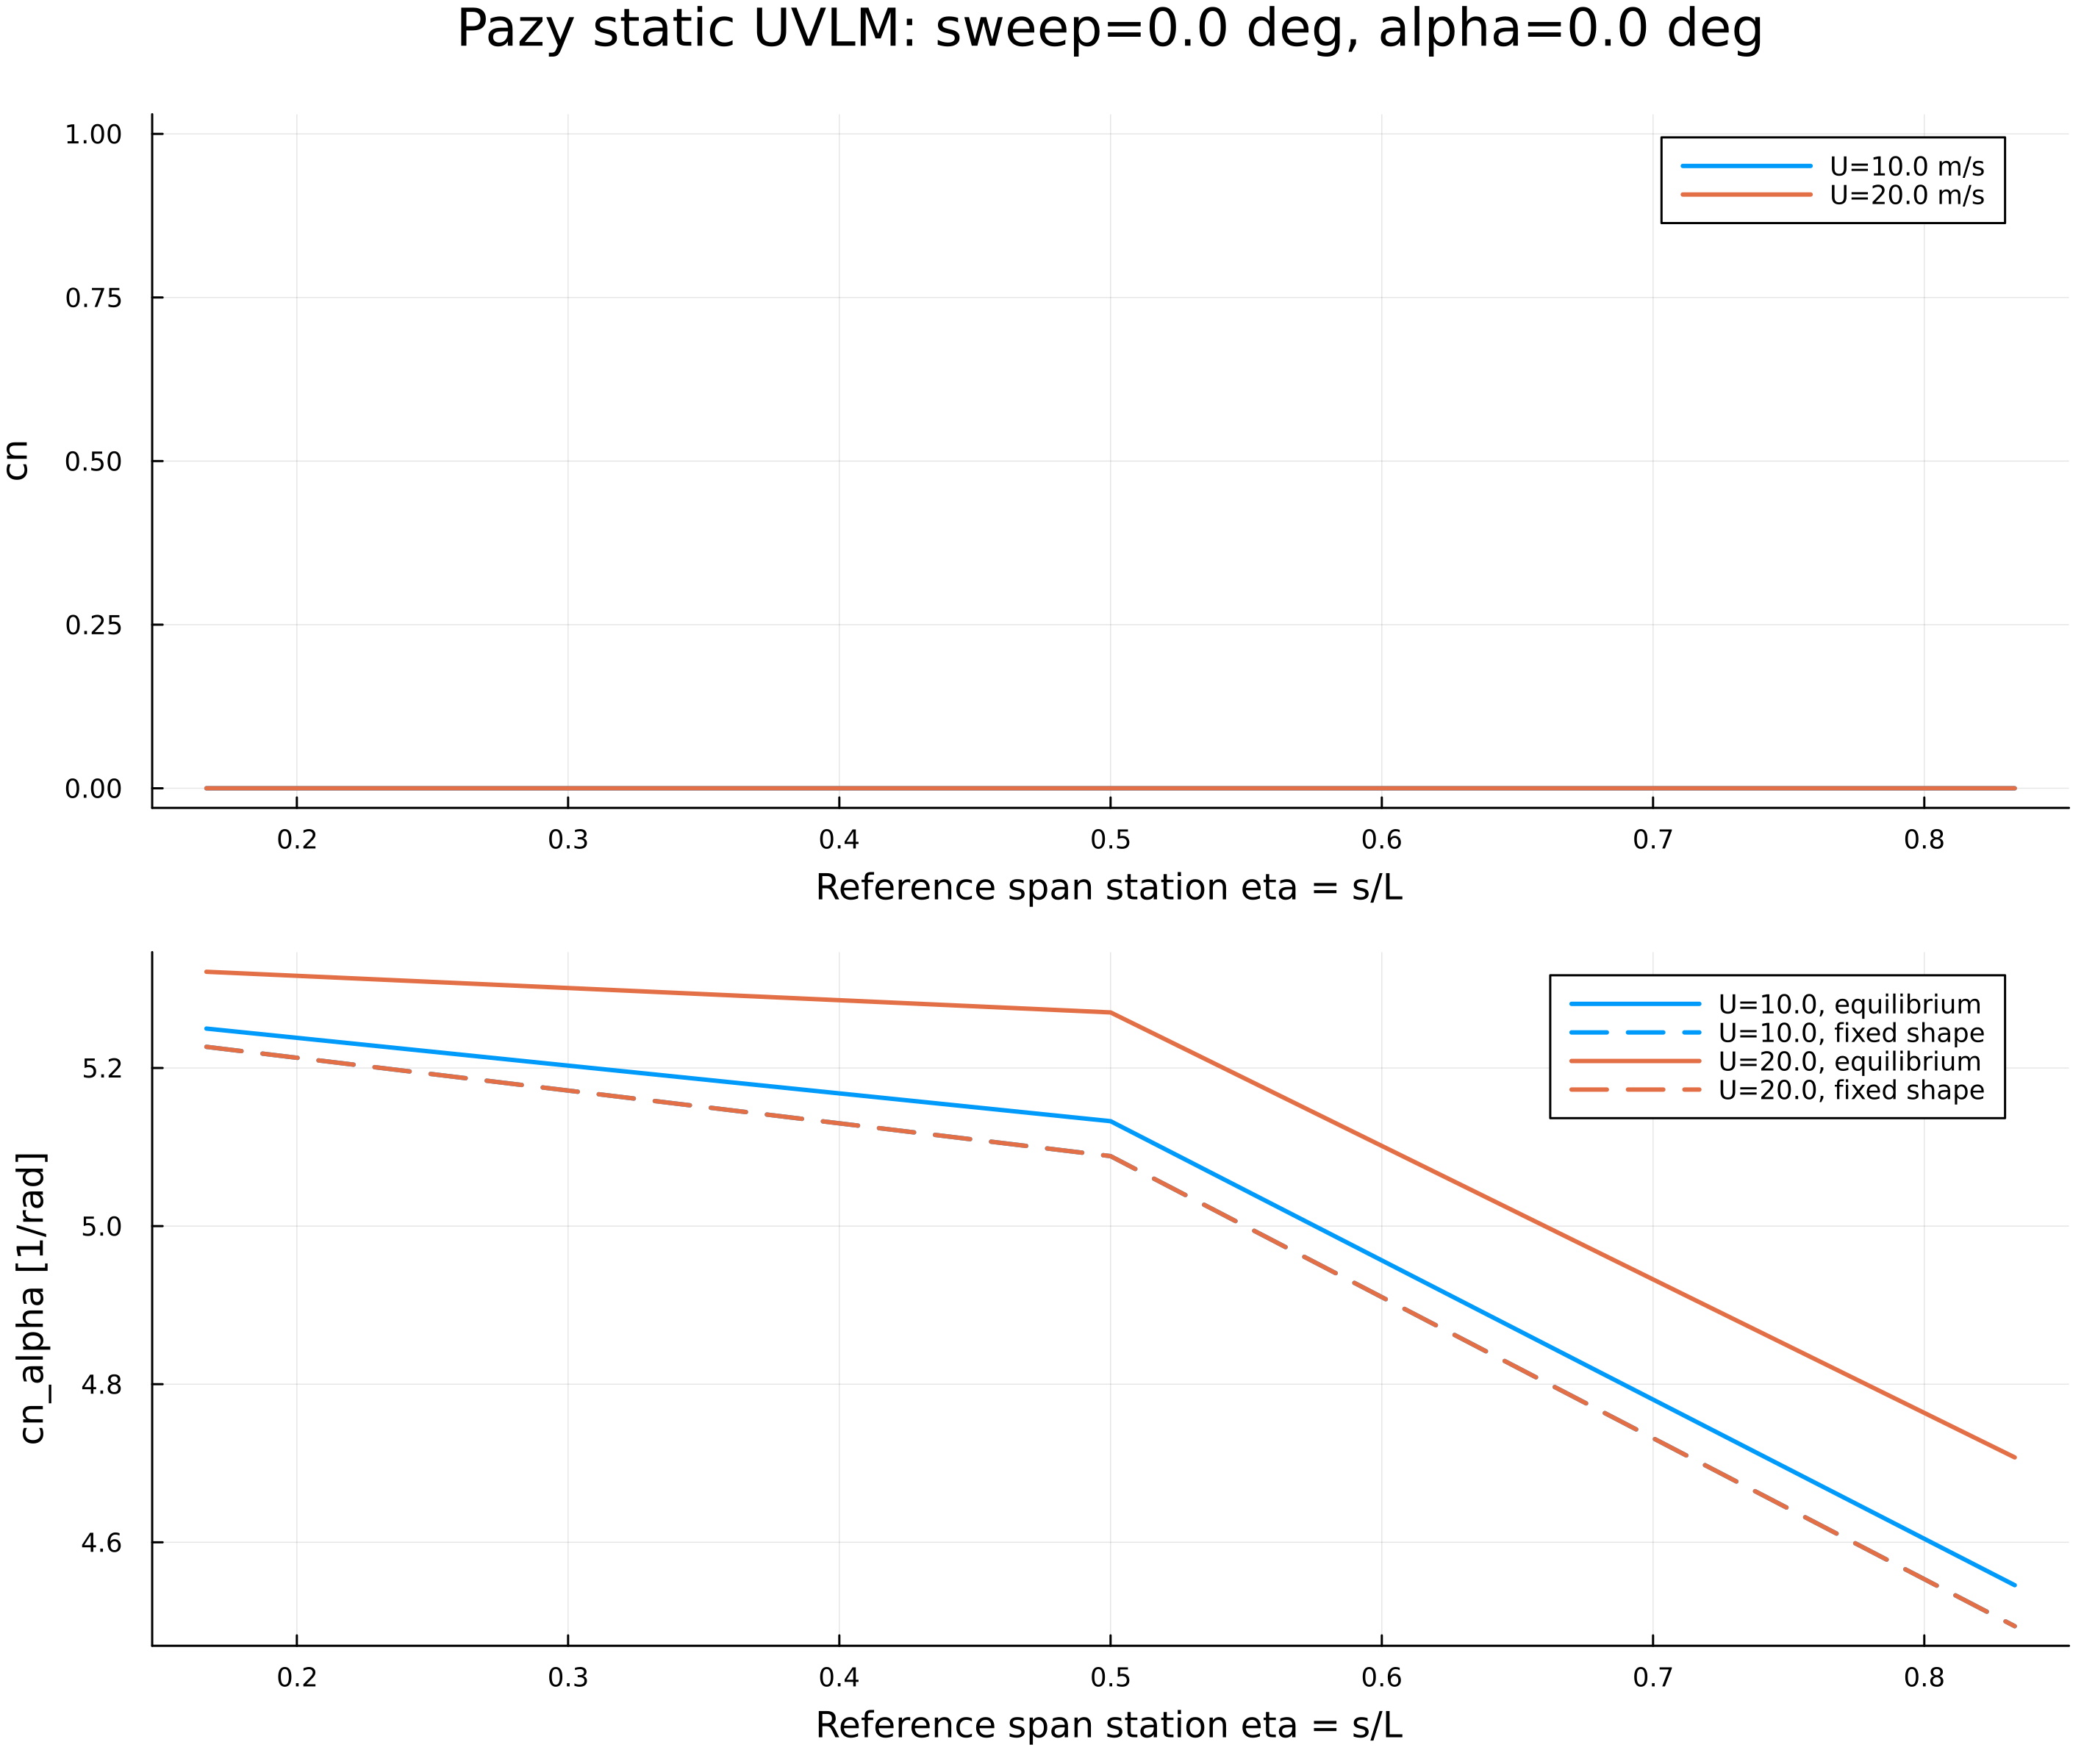 Pazy static UVLM: sweep=0.0 deg, alpha=0.0 deg
1.00
0.75
0.50
0.25
0.00
cn
U=10.0 m/s
U=20.0 m/s
0.2 0.3 0.4 0.5 0.6 0.7 0.8
Reference span station eta = s/L
5.2
5.0
4.8
4.6
cn_alpha [1/rad]
U=10.0, equilibrium
U=10.0, fixed shape
U=20.0, equilibrium
U=20.0, fixed shape
0.2 0.3 0.4 0.5 0.6 0.7 0.8
Reference span station eta = s/L